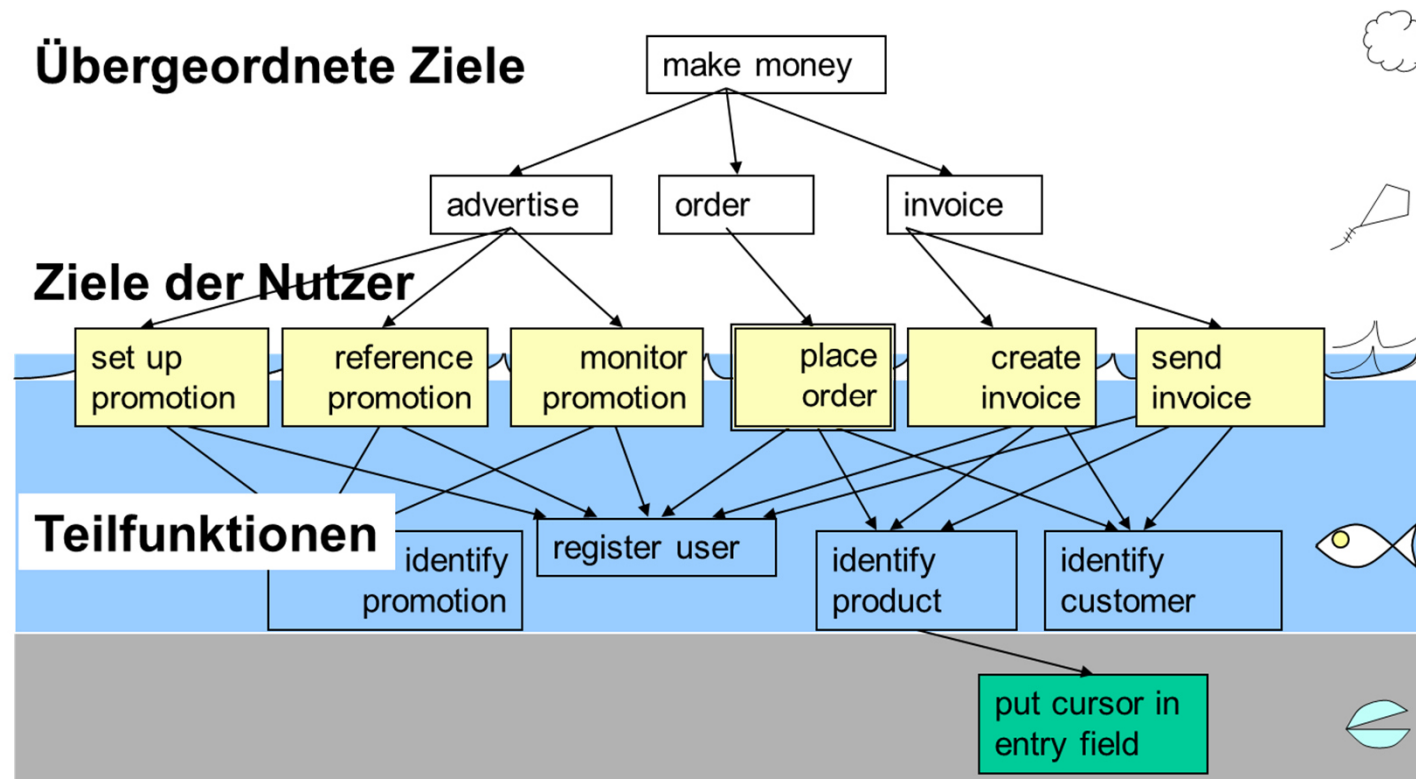 Übergeordnete Ziele
make money
advertise
order
invoice
Ziele der Nutzer
set up
promotion
reference
promotion
monitor
promotion
place
order
create
invoice
send
invoice
Teilfunktionen
identify
promotion
register user
identify
product
identify
customer
put cursor in
entry field